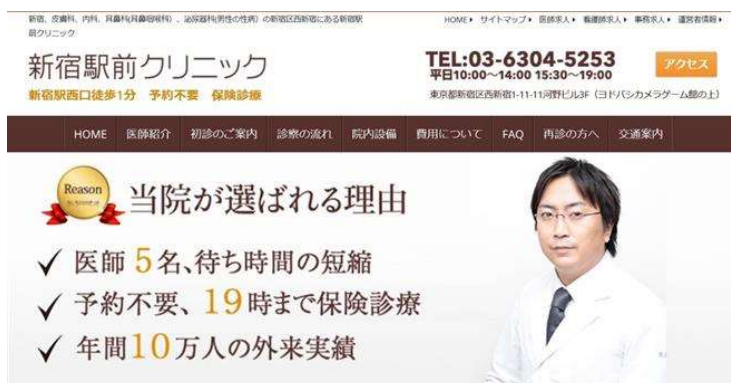 新宿、皮膚科、内科、耳鼻科(耳鼻咽喉科)、泌尿器科(男性の性病) の新宿区西新宿にある新宿駅
前クリニック
HOME サイトマップ 医師求人 看護師求人 事務求人 運営者情報
新宿駅前クリニック
新宿駅西口徒歩1分 予約不要 保険診療
TEL:03-6304-5253
平日10:00～14:00 15:30～19:00
アクセス
東京都新宿区西新宿1-11-11河野ビル3F（ヨドバシカメラゲーム館の上）
HOME 医師紹介 初診のご案内 診察の流れ 院内設備 費用について FAQ 再診の方へ 交通案内
Reason
当院が選ばれる理由
医師5名、待ち時間の短縮
予約不要、19時まで保険診療
年間10万人の外来実績